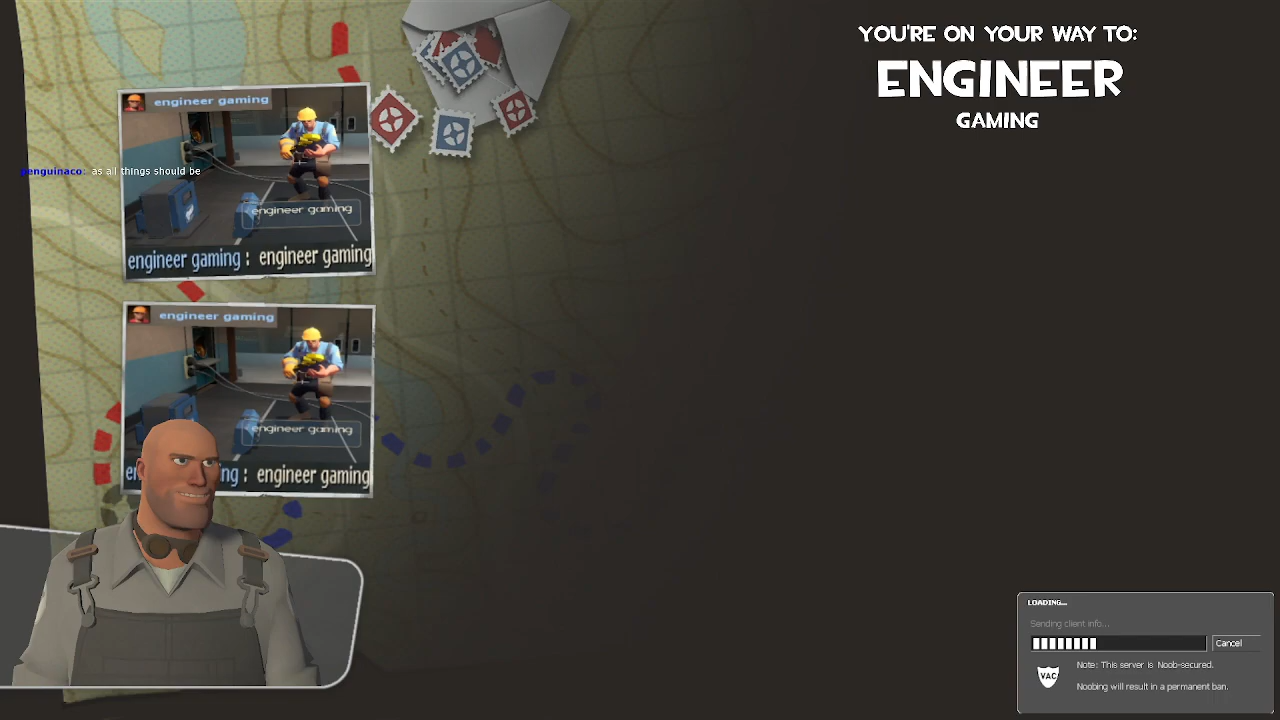 YOU'RE ON YOUR WAY TO:
ENGINEER
GAMING
engineer gaming
penguinaco: as all things should be
engineer gaming
engineer gaming : engineer gaming
engineer gaming
engineer gaming
en ng : engineer gaming
LOADING...
Sending client info...
Cancel
VAC
Note: This server is Noob-secured.
Noobing will result in a permanent ban.